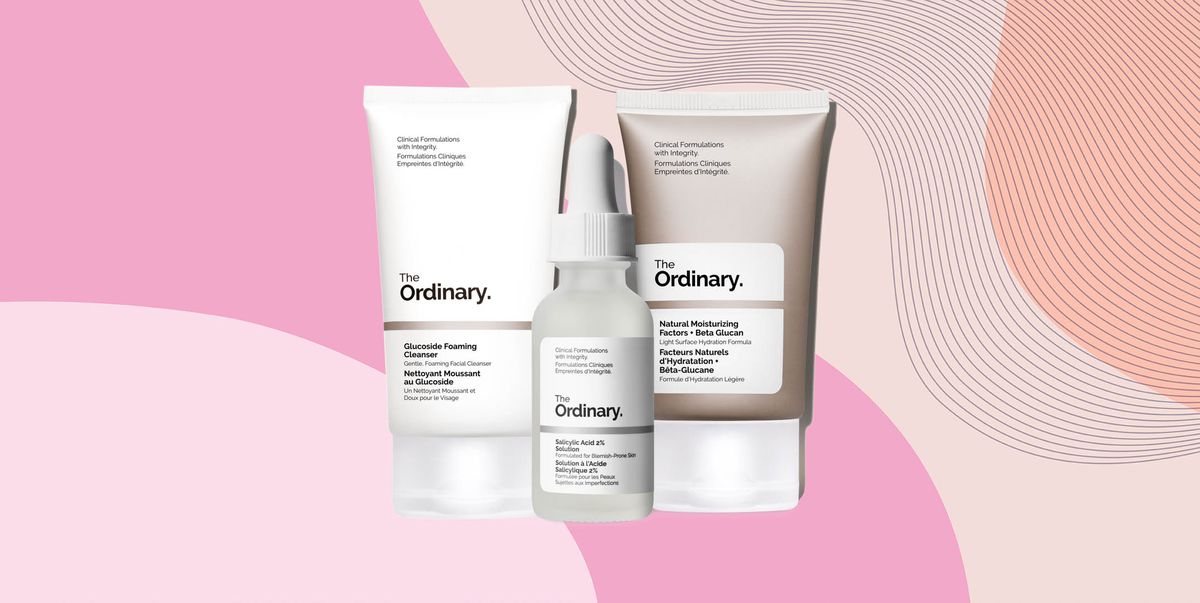 Clinical Formulations
with Integrity.
Formulations Cliniques
Empreintes d'Intégrité.
The
Ordinary.
Glucoside Foaming
Cleanser
Gentle, Foaming Facial Cleanser
Nettoyant Moussant
au Glucoside
Un Nettoyant Moussant et
Doux pour le Visage
Clinical Formulations
with Integrity.
Formulations Cliniques
Empreintes d'Intégrité.
The
Ordinary.
Salicylic Acid 2%
Solution
Formulated for Blemish-Prone Skin
Solution à l'Acide
Salicylique 2%
Formulée pour les Peaux
Sujettes aux Imperfections
Clinical Formulations
with Integrity.
Formulations Cliniques
Empreintes d'Intégrité.
The
Ordinary.
Natural Moisturizing
Factors + Beta Glucan
Light Surface Hydration Formula
Facteurs Naturels
d'Hydratation +
Bêta-Glucane
Formule d'Hydratation Légère